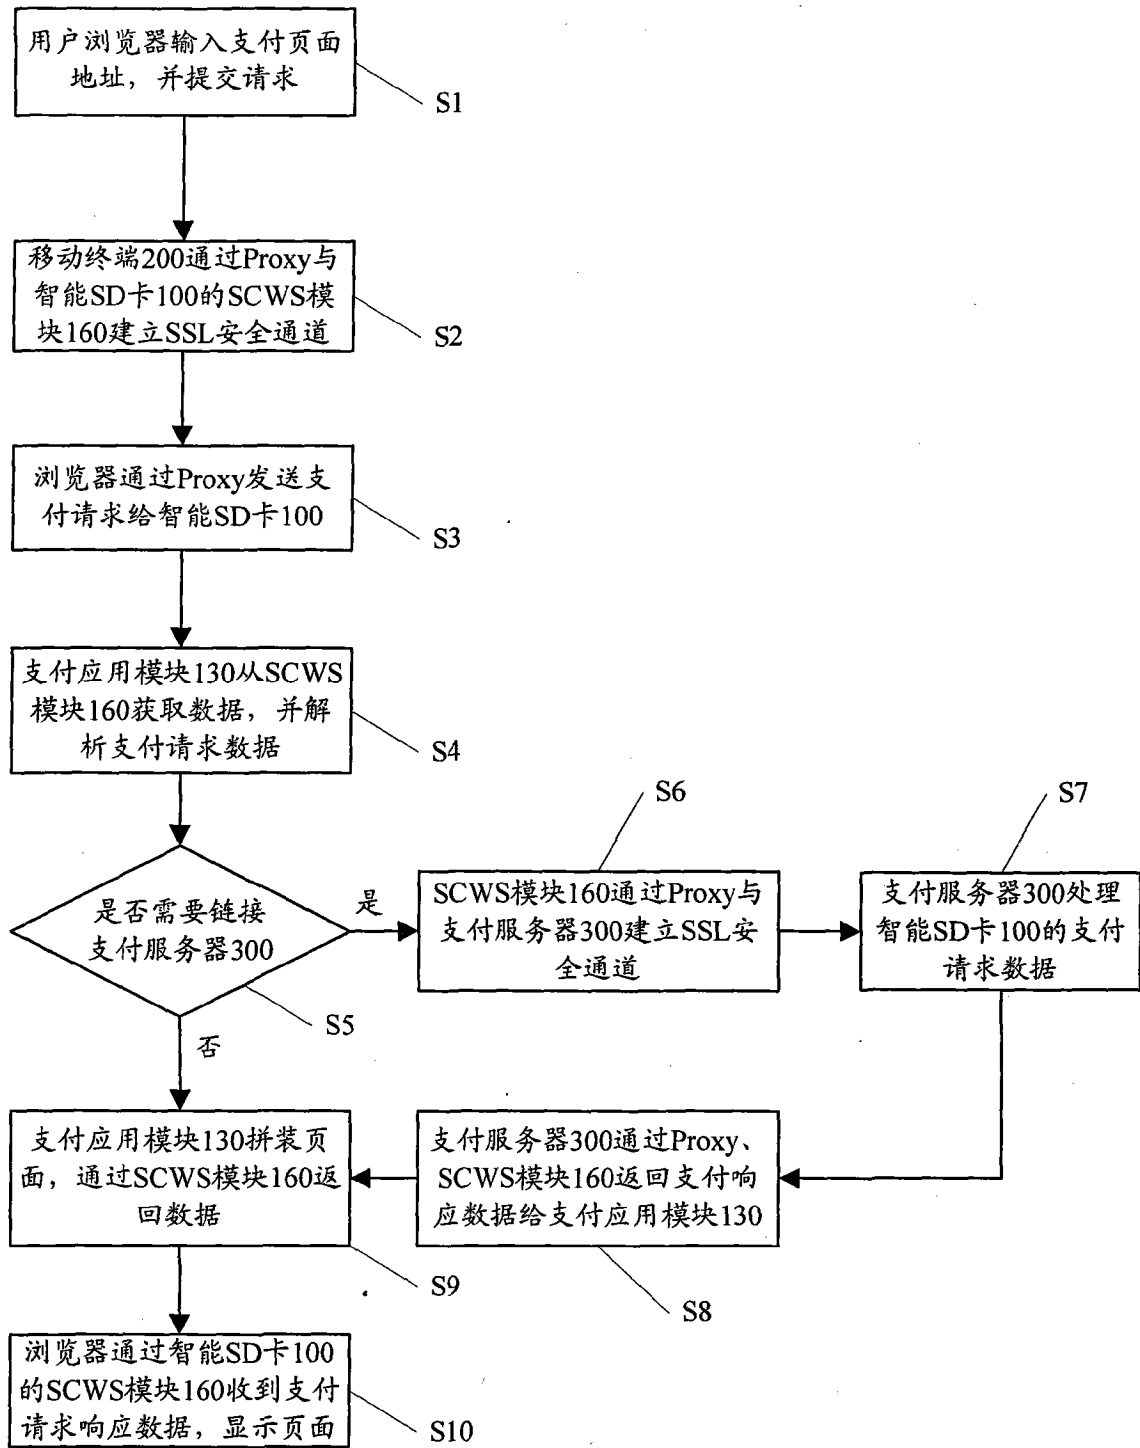 用户浏览器输入支付页面
地址，并提交请求
S1
移动终端200通过Proxy与
智能SD卡100的SCWS模
块160建立SSL安全通道
S2
浏览器通过Proxy发送支
付请求给智能SD卡100
S3
支付应用模块130从SCWS
模块160获取数据，并解
析支付请求数据
S4
是否需要链接
支付服务器300
S5
是
否
S6
SCWS模块160通过Proxy与
支付服务器300建立SSL安
全通道
S7
支付服务器300处理
智能SD卡100的支付
请求数据
支付服务器300通过Proxy、
SCWS模块160返回支付响
应数据给支付应用模块130
S8
支付应用模块130拼装页
面，通过SCWS模块160返
回数据
S9
浏览器通过智能SD卡100
的SCWS模块160收到支付
请求响应数据，显示页面
S10